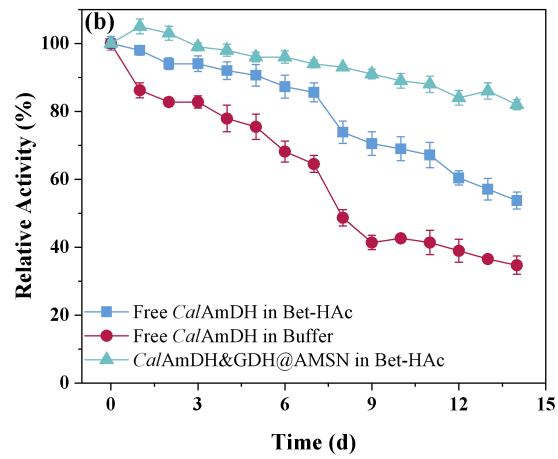 (b)
100
80
60
40
20
0
Relative Activity (%)
Free CalAmDH in Bet-HAc
Free CalAmDH in Buffer
CalAmDH&GDH@AMSN in Bet-HAc
0 3 6 9 12 15
Time (d)